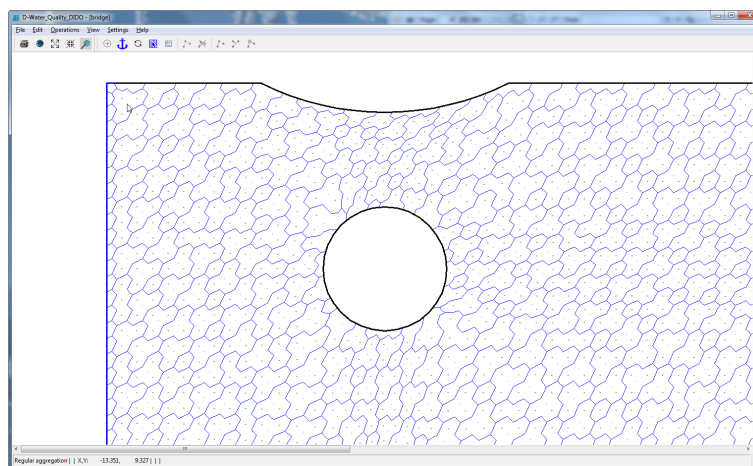 D-Water_Quality_DIDO - [bridge]
File Edit Operations View Settings Help
Regular aggregation | | X,Y: -13.351, 9.327 | | |